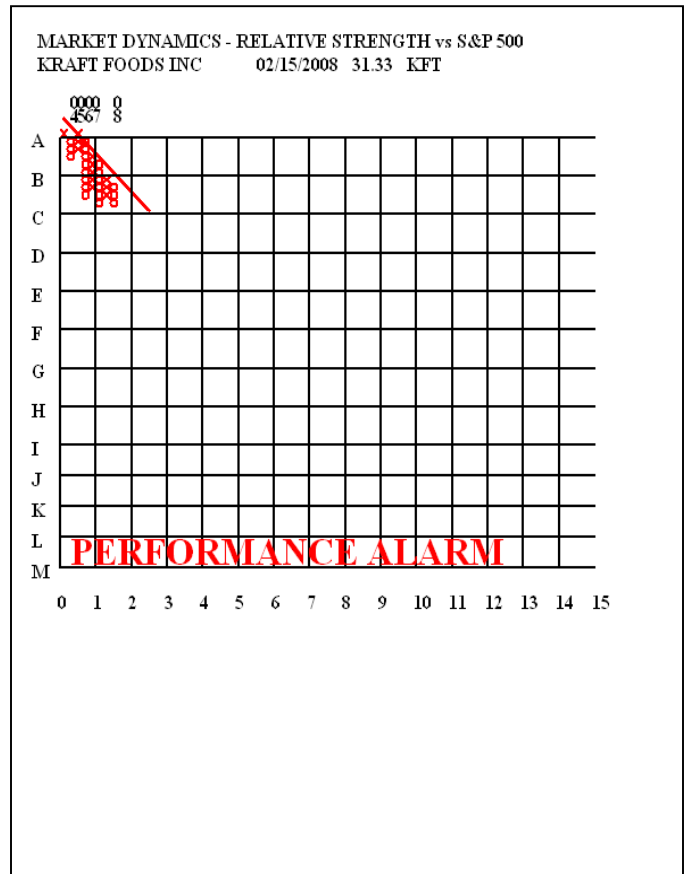 MARKET DYNAMICS - RELATIVE STRENGTH vs S&P 500
KRAFT FOODS INC 02/15/2008 31.33 KFT
0000 0
4567 8
A
B
C
D
E
F
G
H
I
J
K
L
PERFORMANCE ALARM
M
0 1 2 3 4 5 6 7 8 9 10 11 12 13 14 15